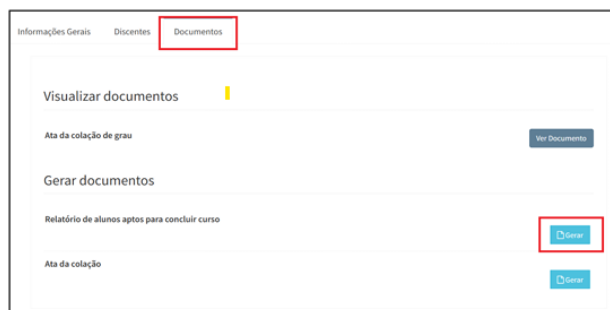 Informações Gerais Discentes Documentos
Visualizar documentos
Ata da colação de grau Ver Documento
Gerar documentos
Relatório de alunos aptos para concluir curso Gerar
Ata da colação Gerar